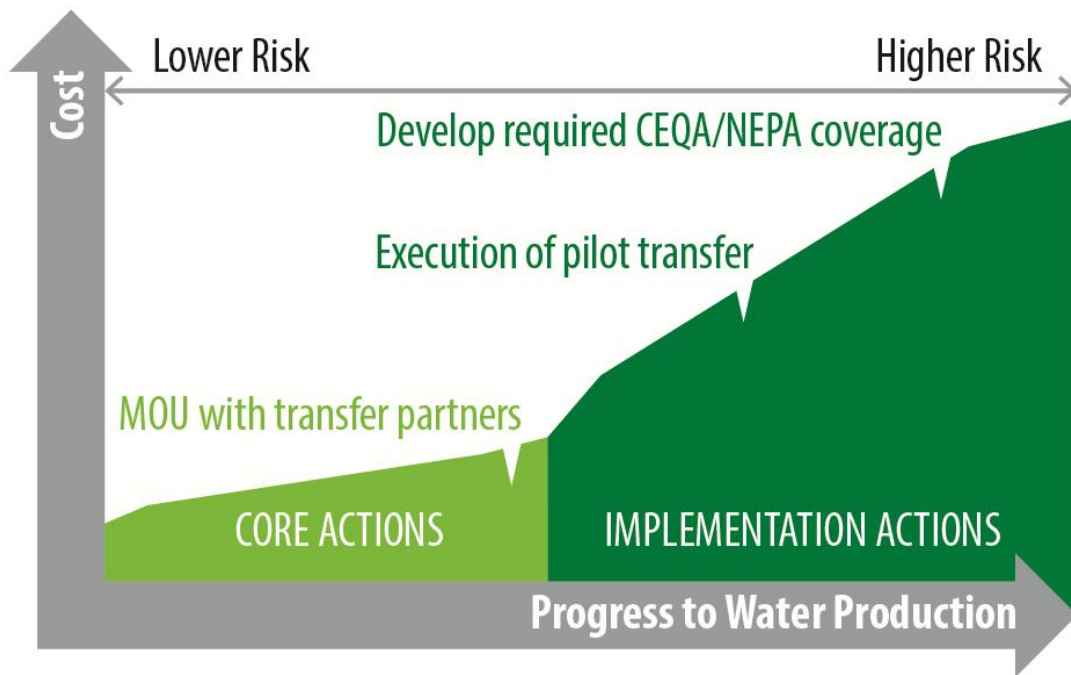 Lower Risk
Higher Risk
Cost
Develop required CEQA/NEPA coverage
Execution of pilot transfer
MOU with transfer partners
CORE ACTIONS
IMPLEMENTATION ACTIONS
Progress to Water Production